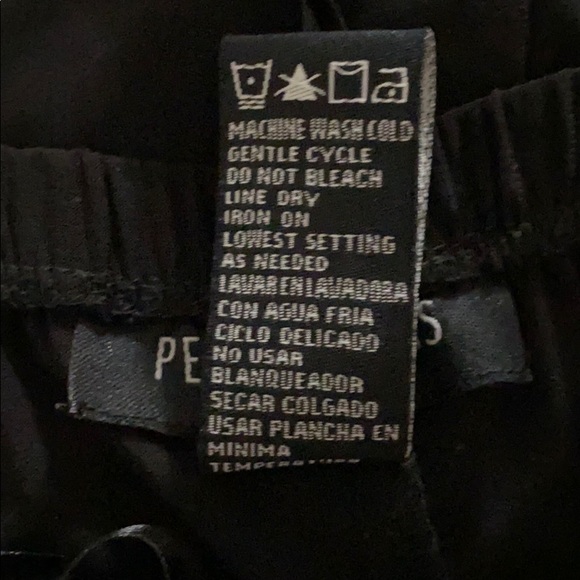 MACHINE WASH COLD
GENTLE CYCLE
DO NOT BLEACH
LINE DRY
IRON ON
LOWEST SETTING
AS NEEDED
LAVAR EN LAVADORA
CON AGUA FRIA
CICLO DELICADO
NO USAR
BLANQUEADOR
SECAR COLGADO
USAR PLANCHA EN
MINIMA